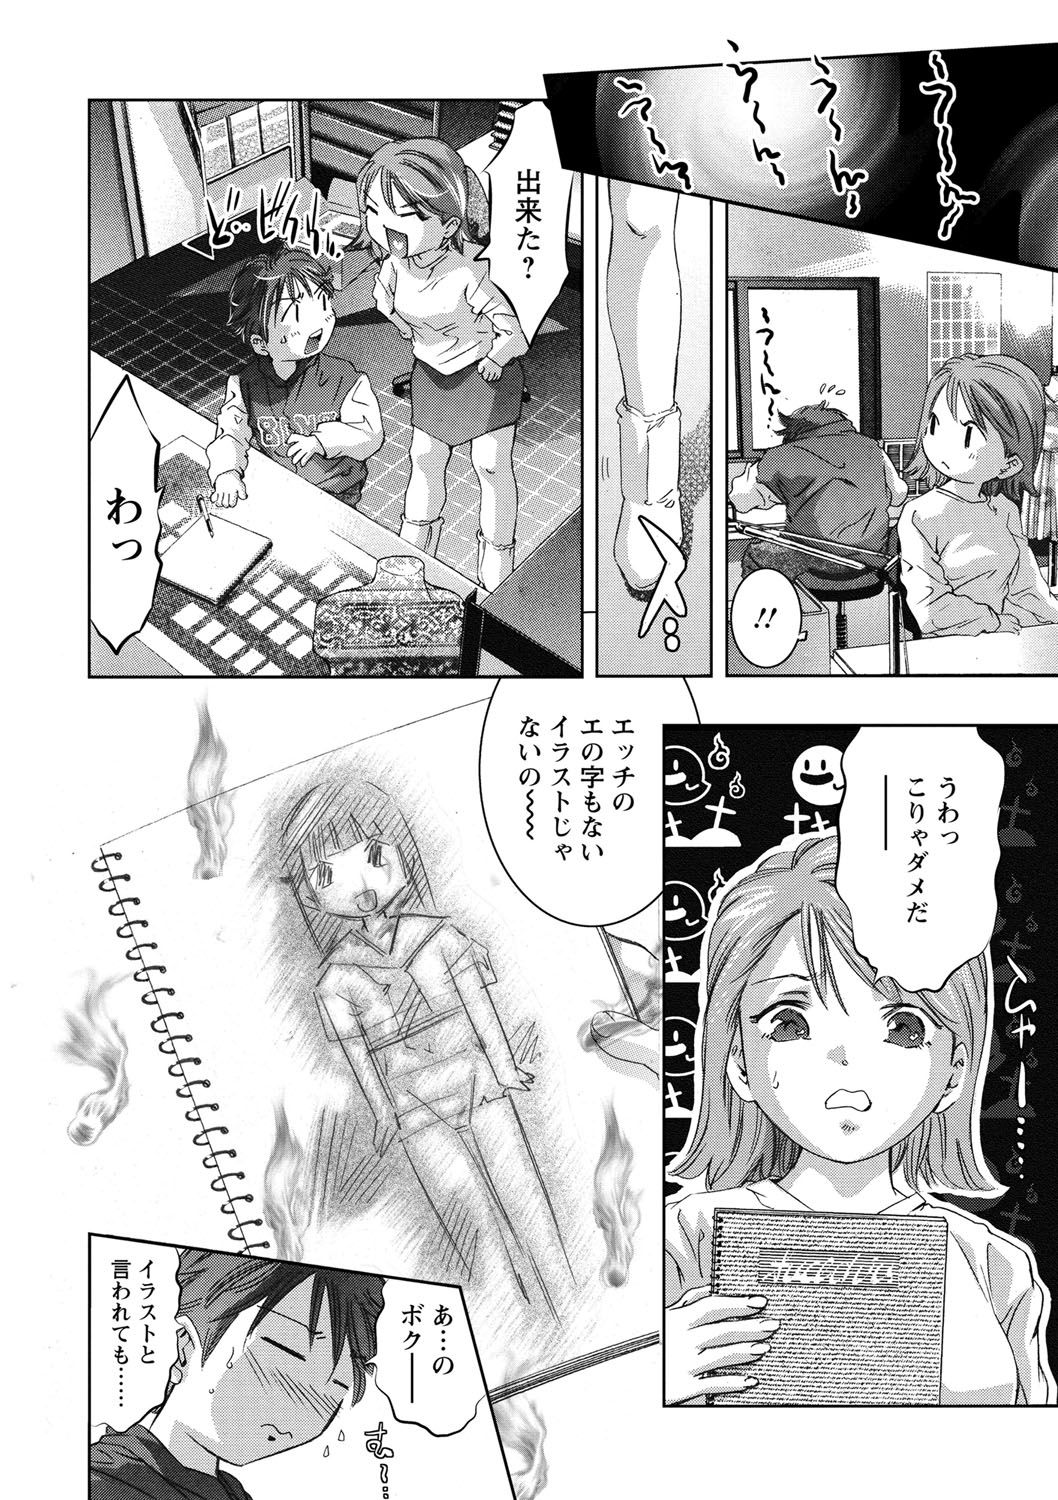 う〜〜ん
う〜〜ん
う〜〜ん
う〜〜ん
!!
出来た?
ビクッ
ど…
わっ
うわっ
こりゃダメだ
――
エッチの
エの字もない
イラストじゃ
ないの〜〜
ひゃー……
あ…の
ボク――
イラストと
言われても……
む〜…